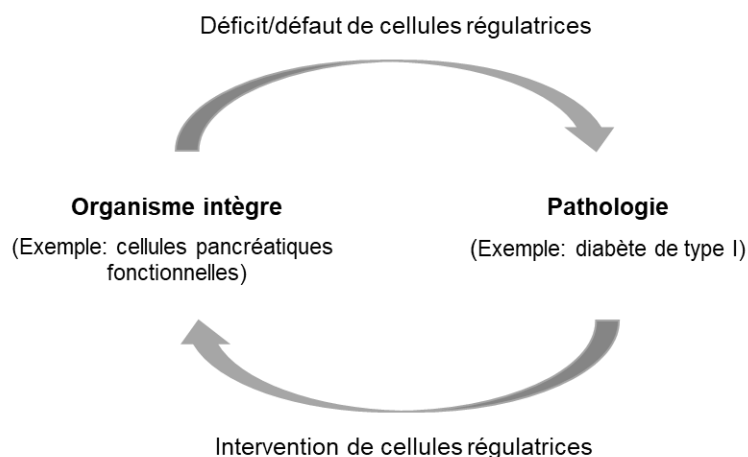 Déficit/défaut de cellules régulatrices
Organisme intègre
(Exemple: cellules pancréatiques
fonctionnelles)
Pathologie
(Exemple: diabète de type I)
Intervention de cellules régulatrices